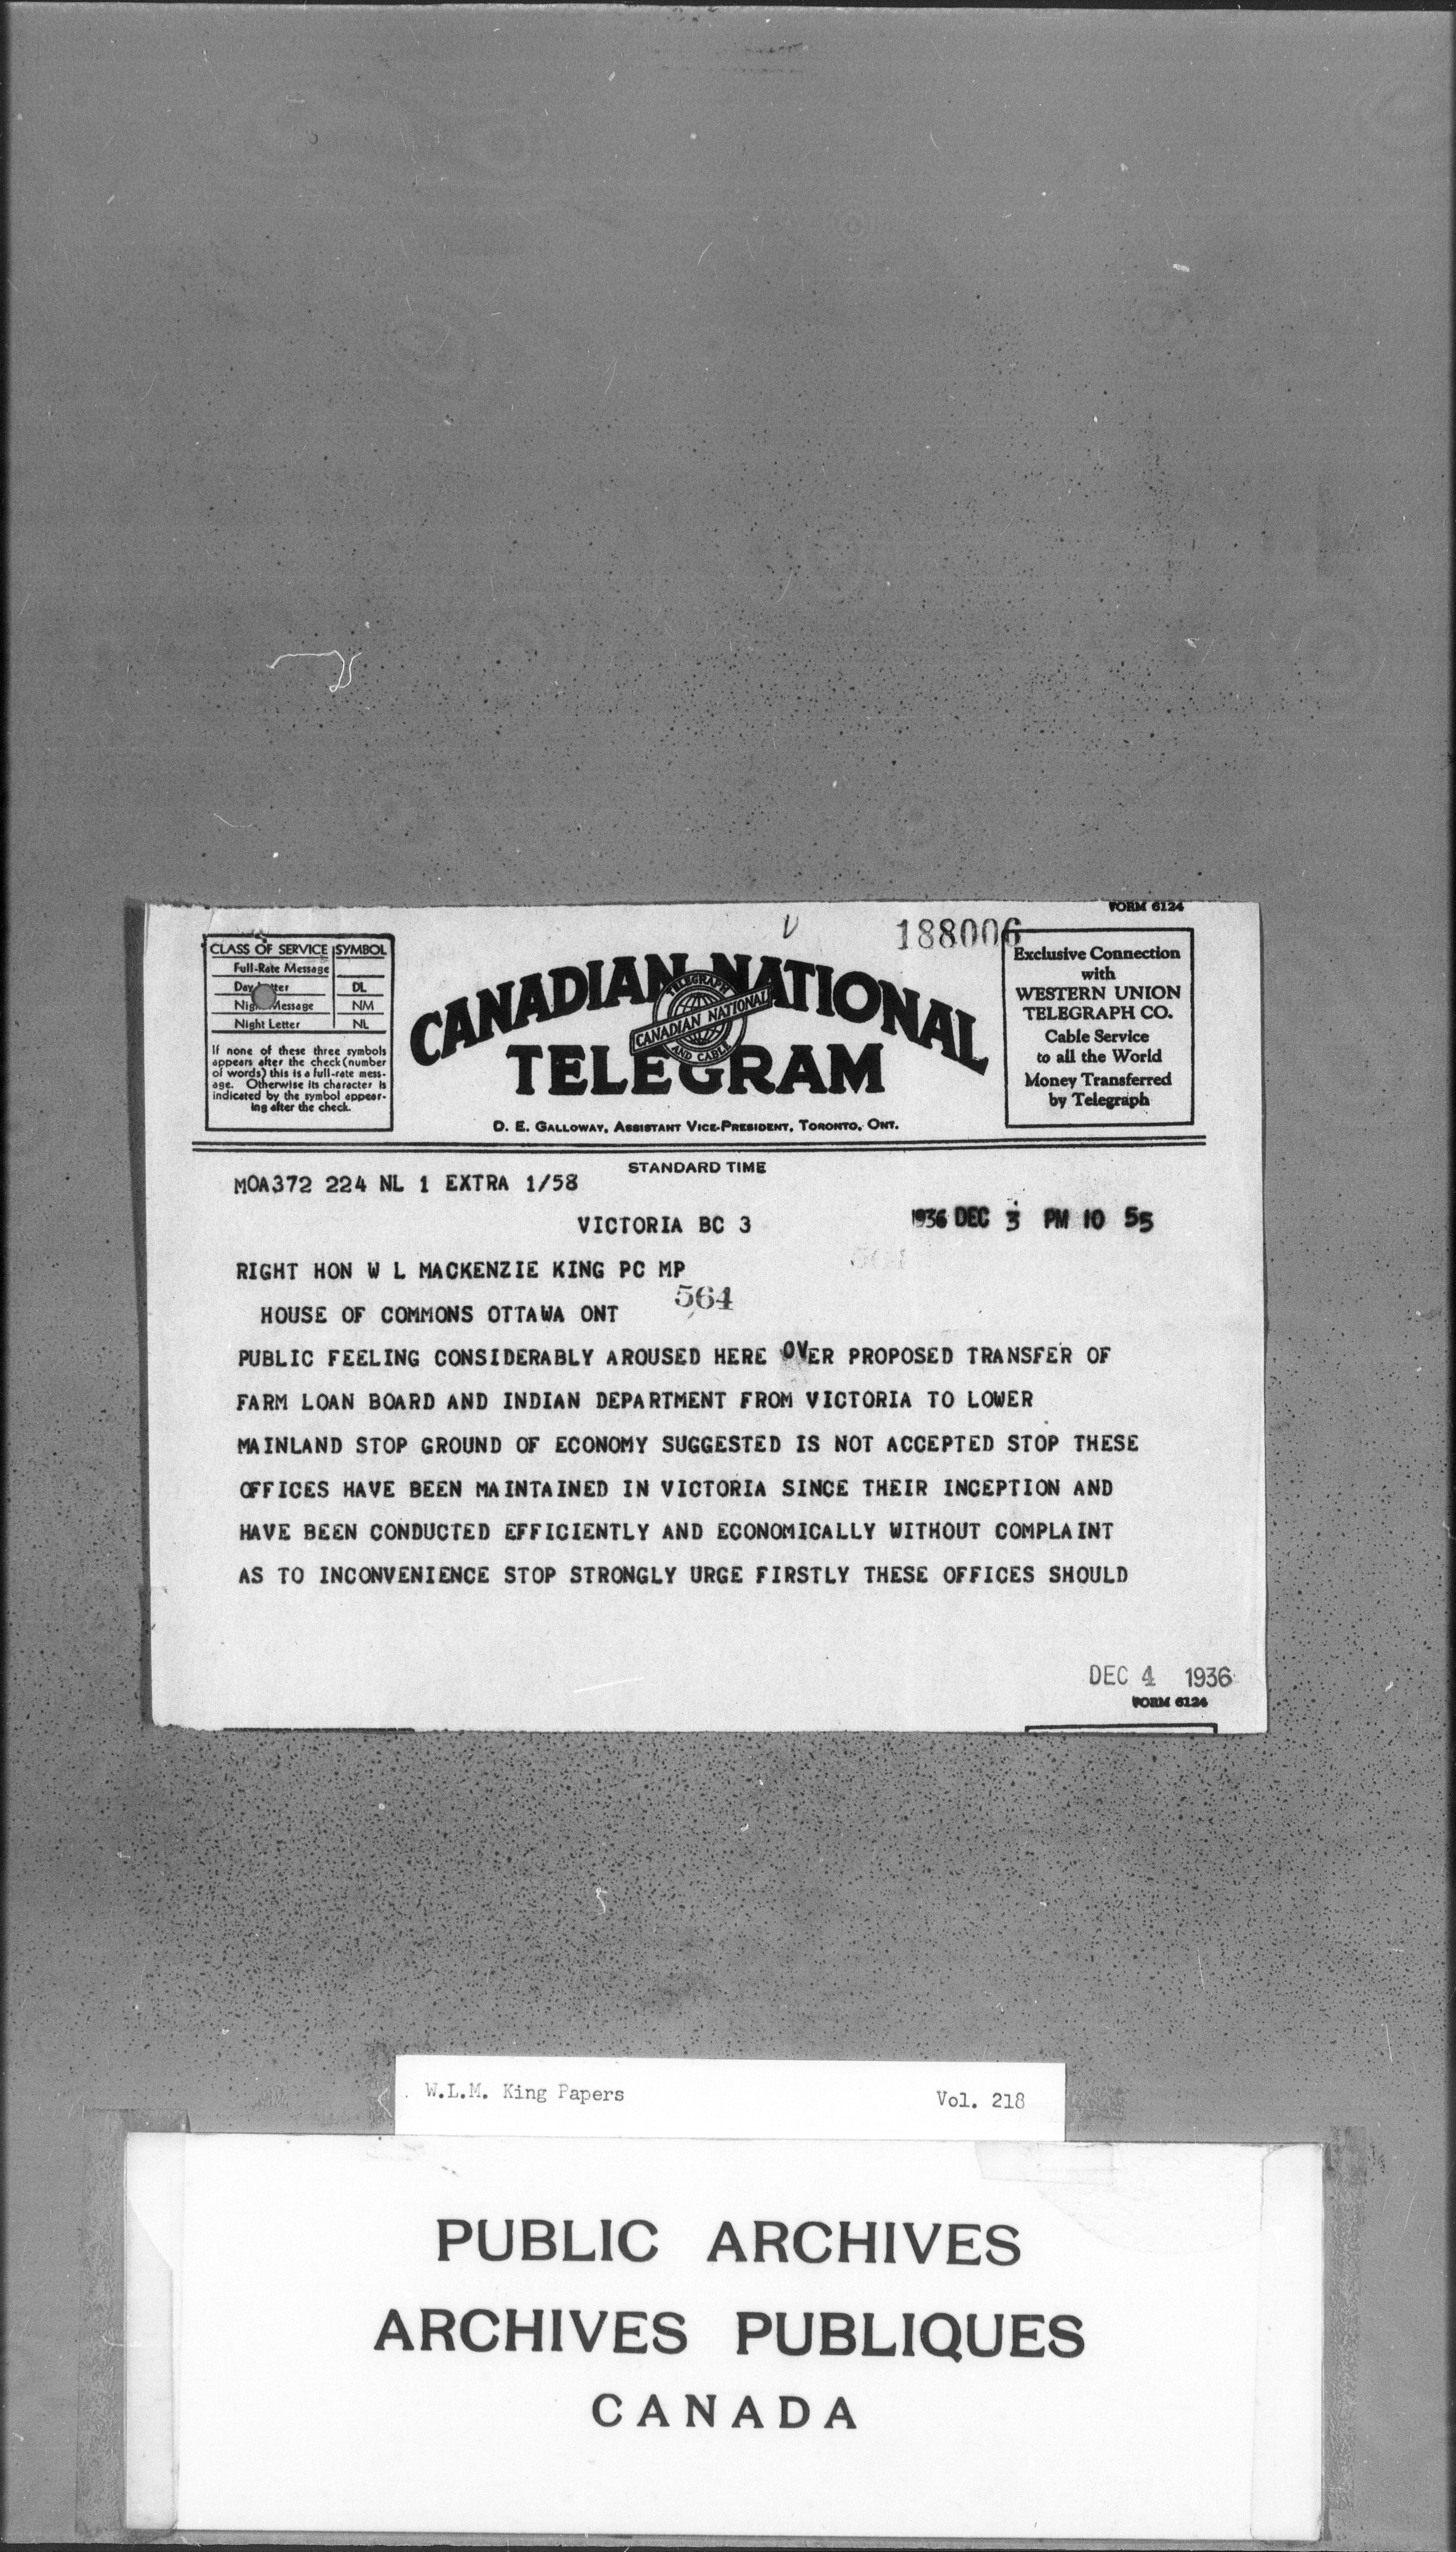 FORM 6124
188006
CLASS OF SERVICE SYMBOL
Full-Rate Message
Day Letter DL
Night Message NM
Night Letter NL
If none of these three symbols
appears after the check (number
of words) this is a full-rate mess-
age. Otherwise its character is
indicated by the symbol appear-
ing after the check.
CANADIAN NATIONAL
TELEGRAPH
CANADIAN NATIONAL
AND CABLE
TELEGRAM
D. E. GALLOWAY, ASSISTANT VICE-PRESIDENT, TORONTO, ONT.
Exclusive Connection
with
WESTERN UNION
TELEGRAPH CO.
Cable Service
to all the World
Money Transferred
by Telegraph
STANDARD TIME
MOA372 224 NL 1 EXTRA 1/58
VICTORIA BC 3
1936 DEC 3 PM 10 55
RIGHT HON W L MACKENZIE KING PC MP
564
HOUSE OF COMMONS OTTAWA ONT
PUBLIC FEELING CONSIDERABLY AROUSED HERE OVER PROPOSED TRANSFER OF
FARM LOAN BOARD AND INDIAN DEPARTMENT FROM VICTORIA TO LOWER
MAINLAND STOP GROUND OF ECONOMY SUGGESTED IS NOT ACCEPTED STOP THESE
OFFICES HAVE BEEN MAINTAINED IN VICTORIA SINCE THEIR INCEPTION AND
HAVE BEEN CONDUCTED EFFICIENTLY AND ECONOMICALLY WITHOUT COMPLAINT
AS TO INCONVENIENCE STOP STRONGLY URGE FIRSTLY THESE OFFICES SHOULD
DEC 4 1936
FORM 6124
W.L.M. King Papers Vol. 218
PUBLIC ARCHIVES
ARCHIVES PUBLIQUES
CANADA